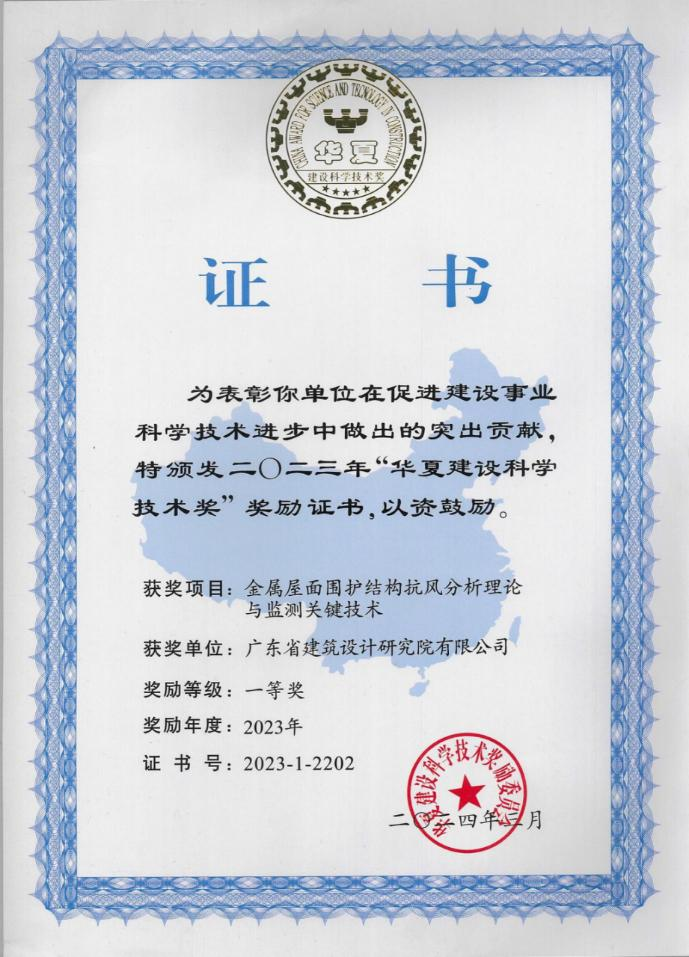 CHINA AWARD FOR SCIENCE AND TECNOLOGY IN CONSTRUCTION
华夏
建设科学技术奖
证 书
为表彰你单位在促进建设事业
科学技术进步中做出的突出贡献，
特颁发二〇二三年“华夏建设科学
技术奖”奖励证书，以资鼓励。
获奖项目：金属屋面围护结构抗风分析理论
与监测关键技术
获奖单位：广东省建筑设计研究院有限公司
奖励等级：一等奖
奖励年度：2023年
证 书 号：2023-1-2202
华夏建设科学技术奖励委员会
二〇二四年三月